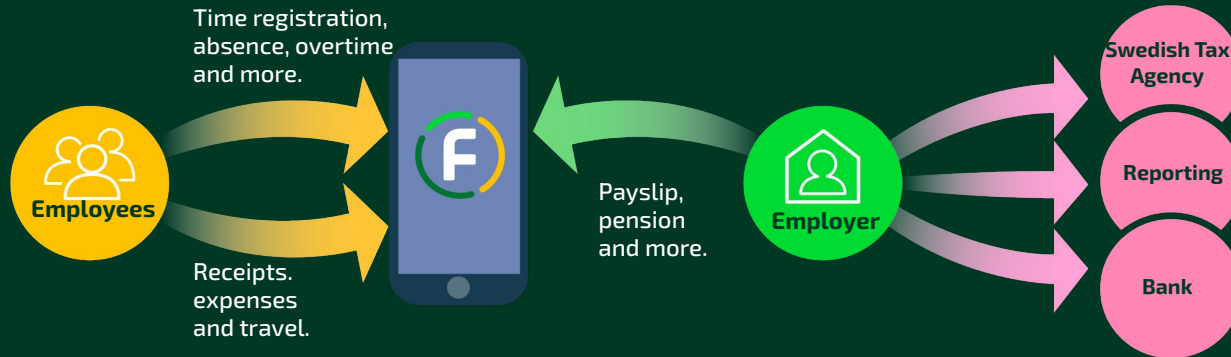 Time registration,
absence, overtime
and more.
Employees
Receipts.
expenses
and travel.
F
Payslip,
pension
and more.
Employer
Swedish Tax
Agency
Reporting
Bank